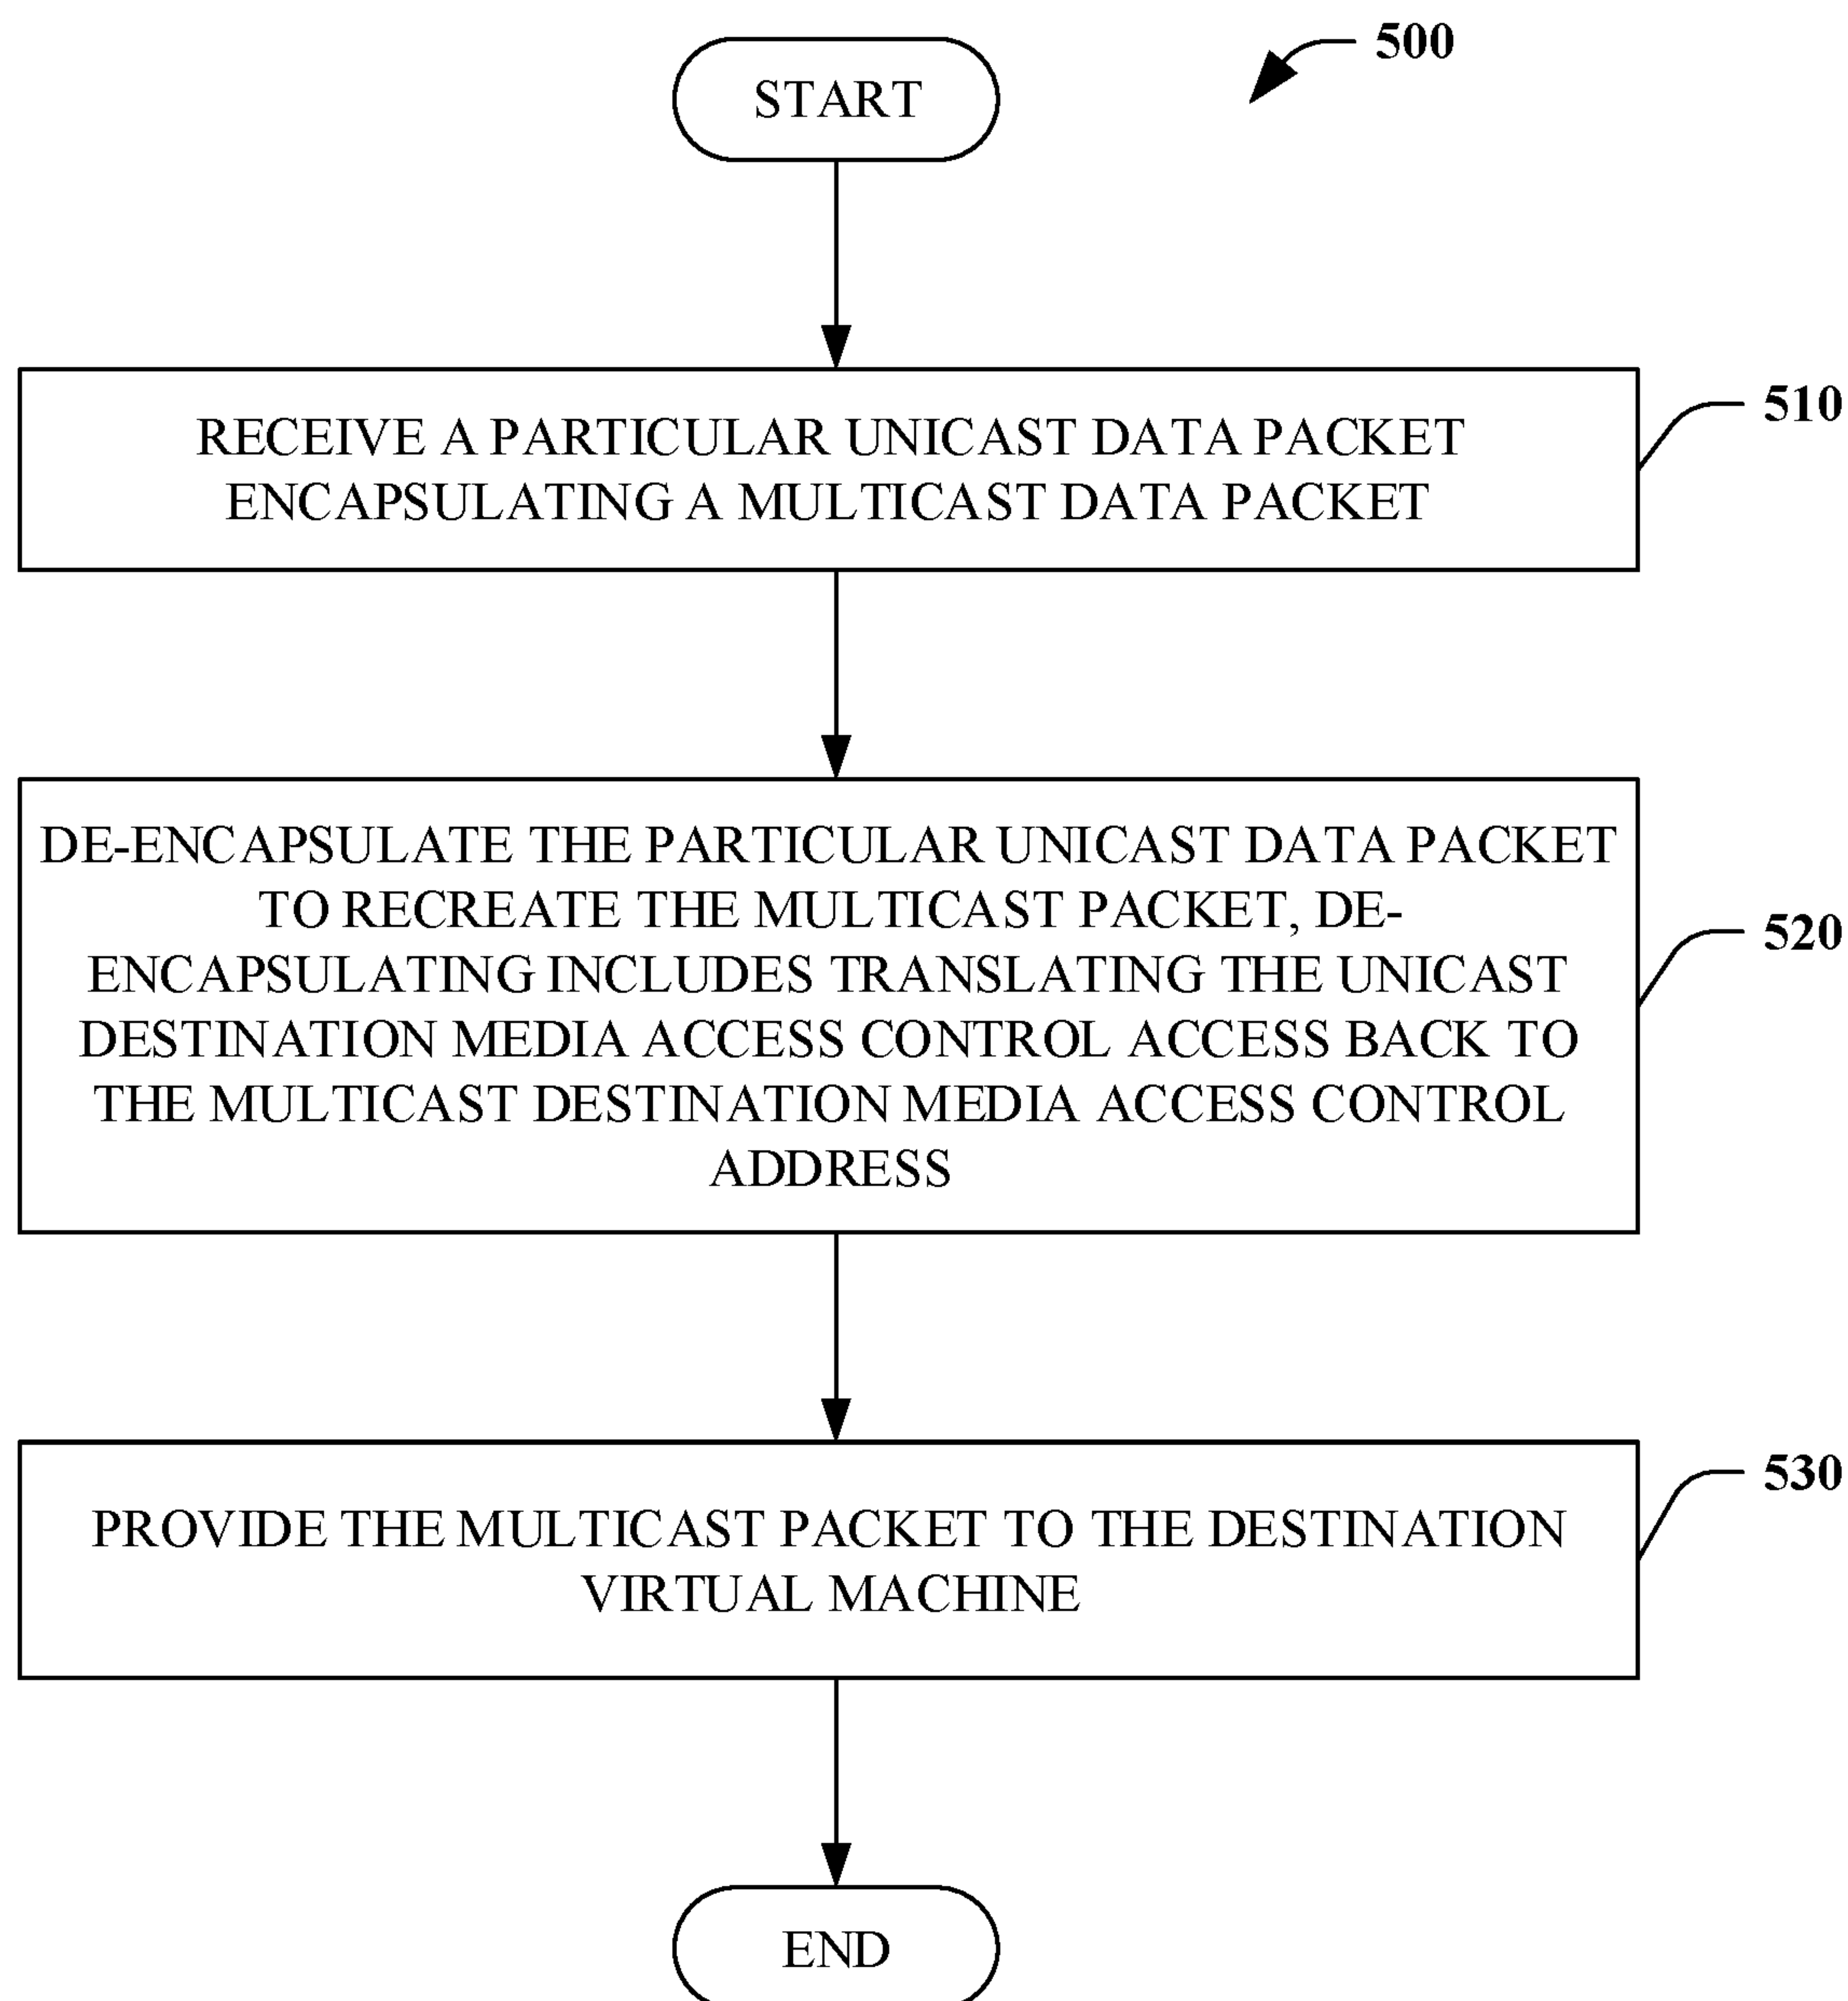 500
START
RECEIVE A PARTICULAR UNICAST DATA PACKET
ENCAPSULATING A MULTICAST DATA PACKET
510
DE-ENCAPSULATE THE PARTICULAR UNICAST DATA PACKET
TO RECREATE THE MULTICAST PACKET, DE-
ENCAPSULATING INCLUDES TRANSLATING THE UNICAST
DESTINATION MEDIA ACCESS CONTROL ACCESS BACK TO
THE MULTICAST DESTINATION MEDIA ACCESS CONTROL
ADDRESS
520
PROVIDE THE MULTICAST PACKET TO THE DESTINATION
VIRTUAL MACHINE
530
END